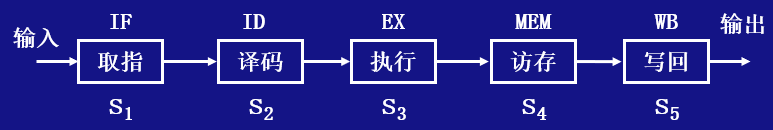 IF ID EX MEM WB
输入 取指 译码 执行 访存 写回 输出
S1 S2 S3 S4 S5